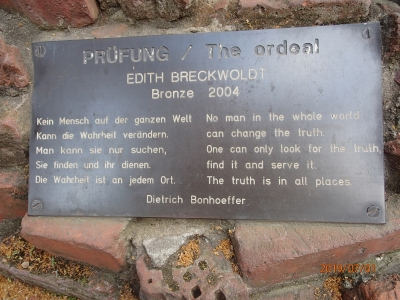 PRÜFUNG / The ordeal
EDITH BRECKWOLDT
Bronze 2004
Kein Mensch auf der ganzen Welt
Kann die Wahrheit verändern.
Man kann sie nur suchen,
Sie finden und ihr dienen.
Die Wahrheit ist an jedem Ort.
No man in the whole world
can change the truth.
One can only look for the truth,
find it and serve it.
The truth is in all places.
Dietrich Bonhoeffer